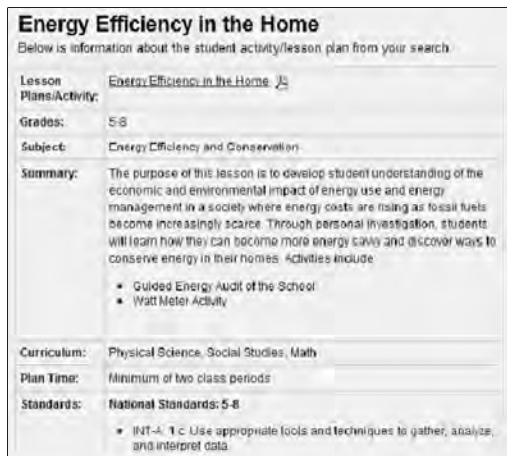 Energy Efficiency in the Home
Below is information about the student activity/lesson plan from your search
Lesson Plans/Activity: Energy Efficiency in the Home
Grades: 5-8
Subject: Energy Efficiency and Conservation
Summary: The purpose of this lesson is to develop student understanding of the
economic and environmental impact of energy use and energy
management in a society where energy costs are rising as fossil fuels
become increasingly scarce. Through personal investigation, students
will learn how they can become more energy savvy and discover ways to
conserve energy in their homes. Activities include
• Guided Energy Audit of the School
• Watt Meter Activity
Curriculum: Physical Science, Social Studies, Math
Plan Time: Minimum of two class periods
Standards: National Standards: 5-8
• INT-A: 1 c. Use appropriate tools and techniques to gather, analyze,
and interpret data